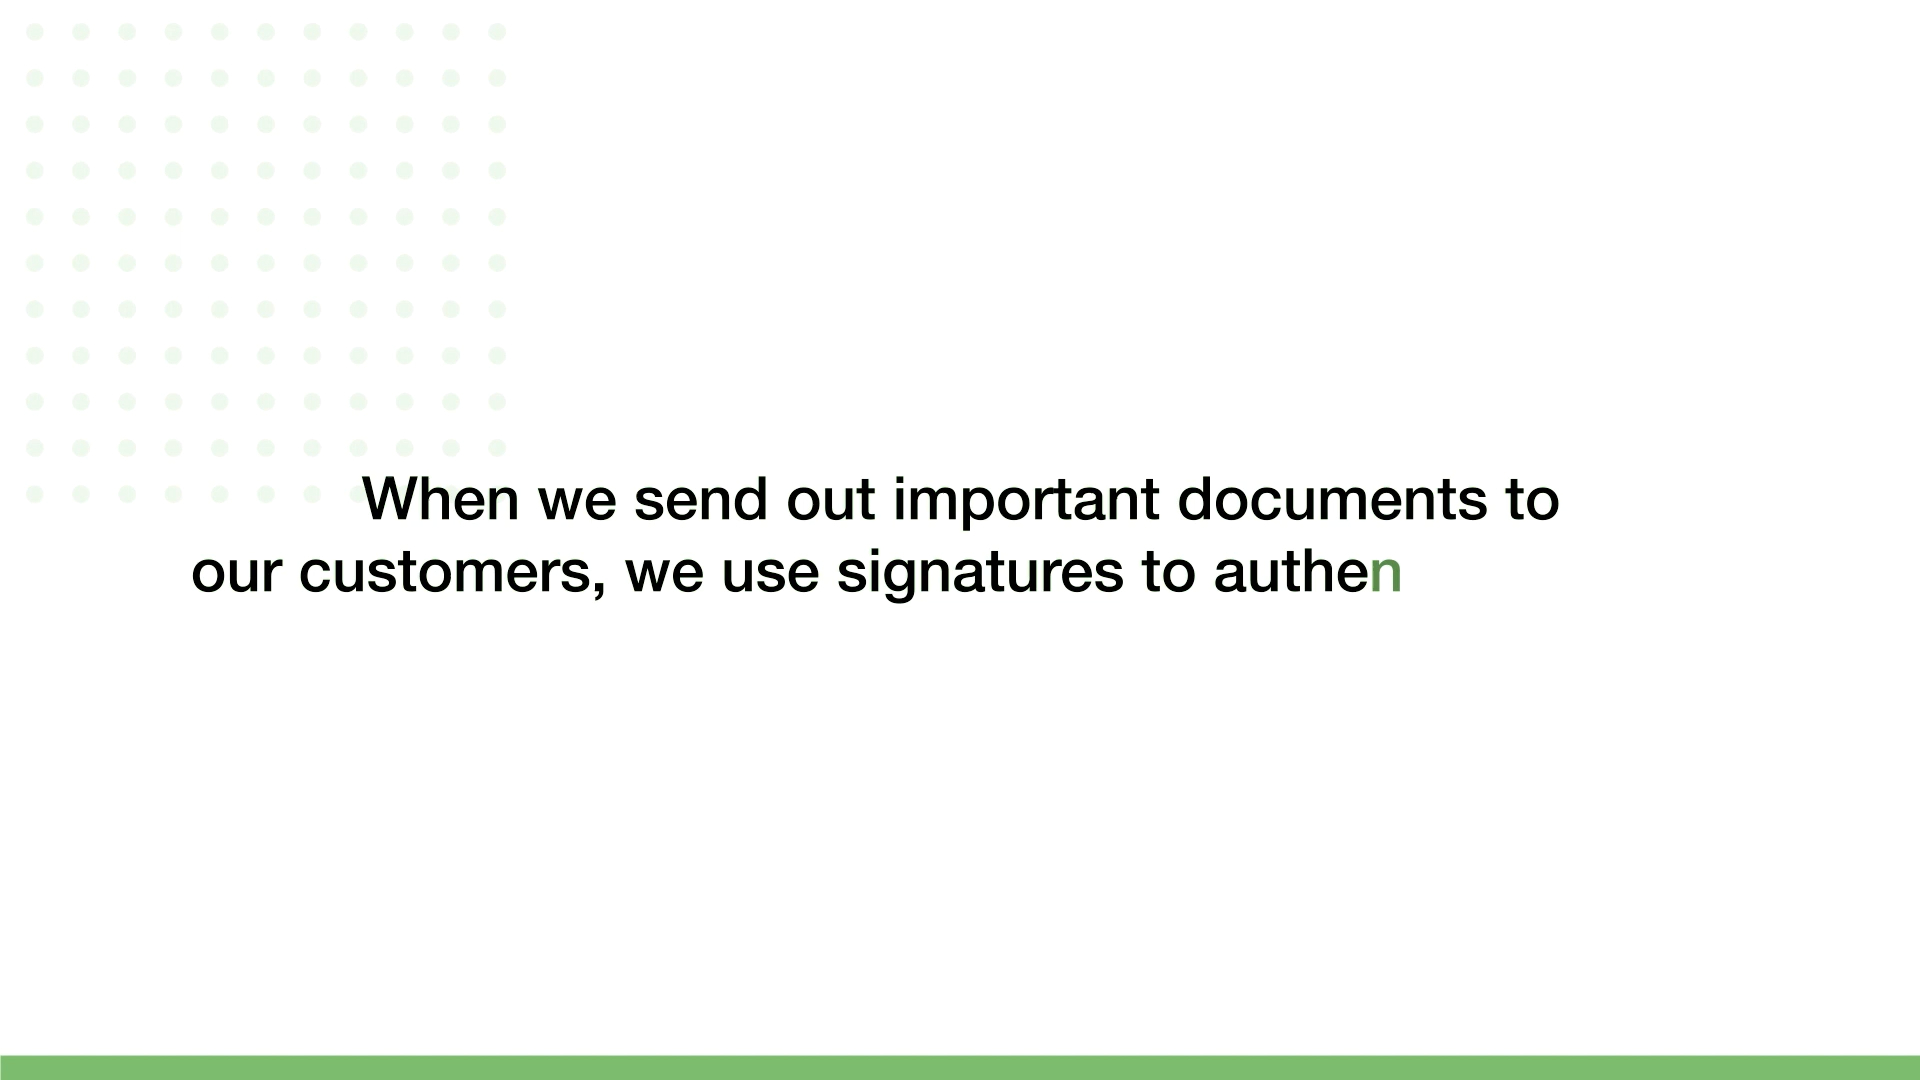 When we send out important documents to
our customers, we use signatures to authen